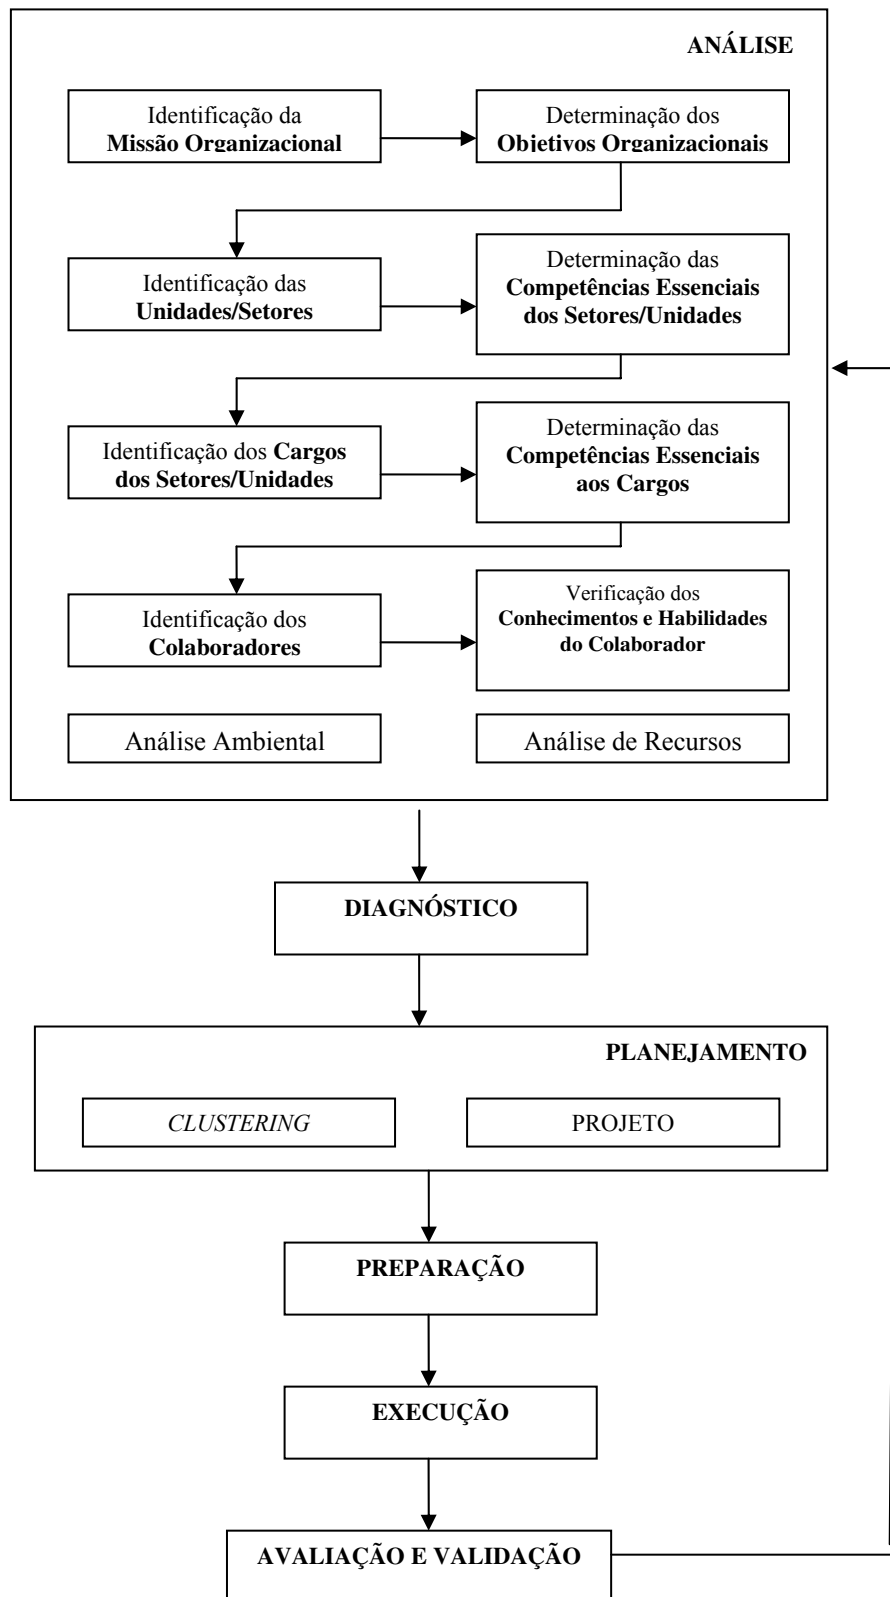 ANÁLISE
Identificação da
Missão Organizacional
Determinação dos
Objetivos Organizacionais
Identificação das
Unidades/Setores
Determinação das
Competências Essenciais
dos Setores/Unidades
Identificação dos Cargos
dos Setores/Unidades
Determinação das
Competências Essenciais
aos Cargos
Identificação dos
Colaboradores
Verificação dos
Conhecimentos e Habilidades
do Colaborador
Análise Ambiental
Análise de Recursos
DIAGNÓSTICO
PLANEJAMENTO
CLUSTERING
PROJETO
PREPARAÇÃO
EXECUÇÃO
AVALIAÇÃO E VALIDAÇÃO